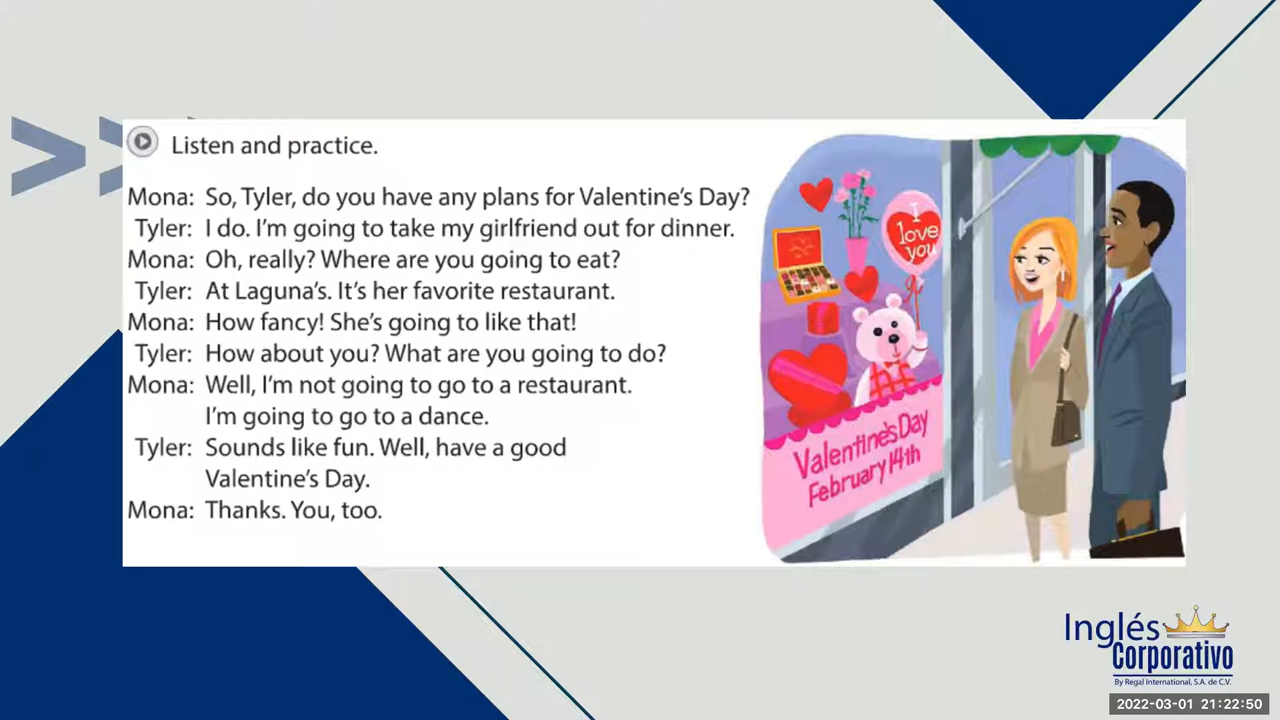 Listen and practice.
Mona: So, Tyler, do you have any plans for Valentine's Day?
Tyler: I do. I'm going to take my girlfriend out for dinner.
Mona: Oh, really? Where are you going to eat?
Tyler: At Laguna's. It's her favorite restaurant.
Mona: How fancy! She's going to like that!
Tyler: How about you? What are you going to do?
Mona: Well, I'm not going to go to a restaurant.
I'm going to go to a dance.
Tyler: Sounds like fun. Well, have a good
Valentine's Day.
Mona: Thanks. You, too.
I
love
you
Valentine's Day
February 14th
Inglés
Corporativo
By Regal International, S.A. de C.V.
2022-03-01 21:22:50